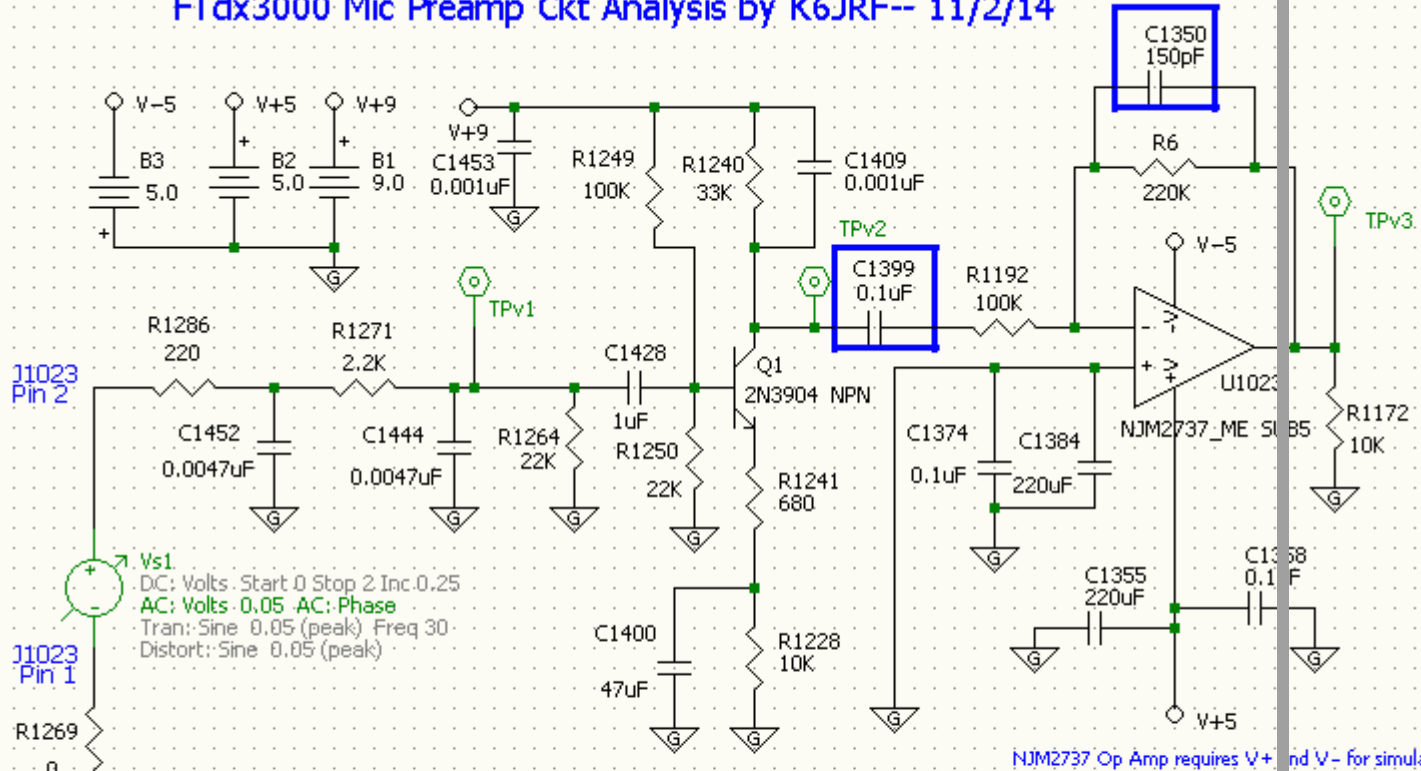 FTdx3000 Mic Preamp Ckt Analysis by K6JRF-- 11/2/14
C1350
150pF
V-5
V+5
V+9
V+9
B3
5.0
+
B2
5.0
+
B1
9.0
+
C1453
0.001uF
G
R1249
100K
R1240
33K
C1409
0.001uF
R6
220K
TPv3
TPv2
V-5
G
TPv1
C1399
0.1uF
R1192
100K
R1286
220
R1271
2.2K
J1023
Pin 2
C1428
1uF
Q1
2N3904 NPN
- V-
+ V+
NJM2737_ME SUB5
R1172
10K
C1452
0.0047uF
C1444
0.0047uF
R1264
22K
R1250
22K
R1241
680
C1374
0.1uF
C1384
220uF
G
G
G
G
G
G
G
+
-
Vs1
DC: Volts Start 0 Stop 2 Inc.0.25
AC: Volts 0.05 AC: Phase
Tran: Sine 0.05 (peak) Freq 30
Distort: Sine 0.05 (peak)
J1023
Pin 1
R1269
C1400
47uF
R1228
10K
C1355
220uF
G
G
G
G
G
V+5
NJM2737 Op Amp requires V+ and V- for